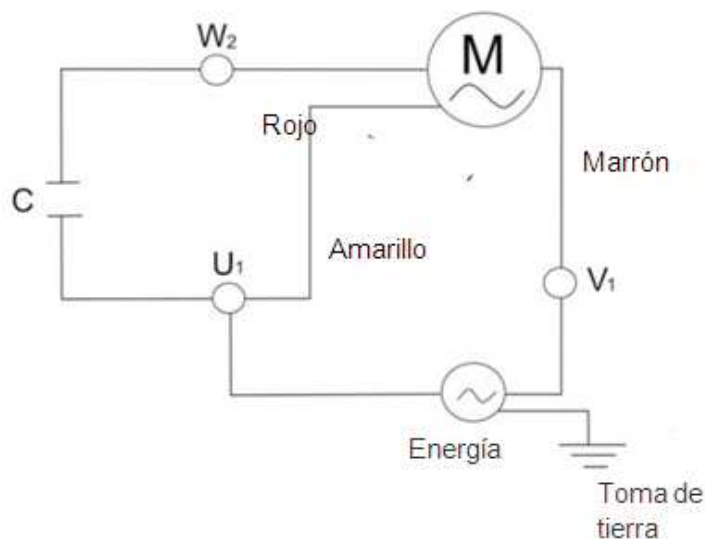 W₂
M
Rojo
Marrón
C
Amarillo
U₁
V₁
Energía
Toma de
tierra